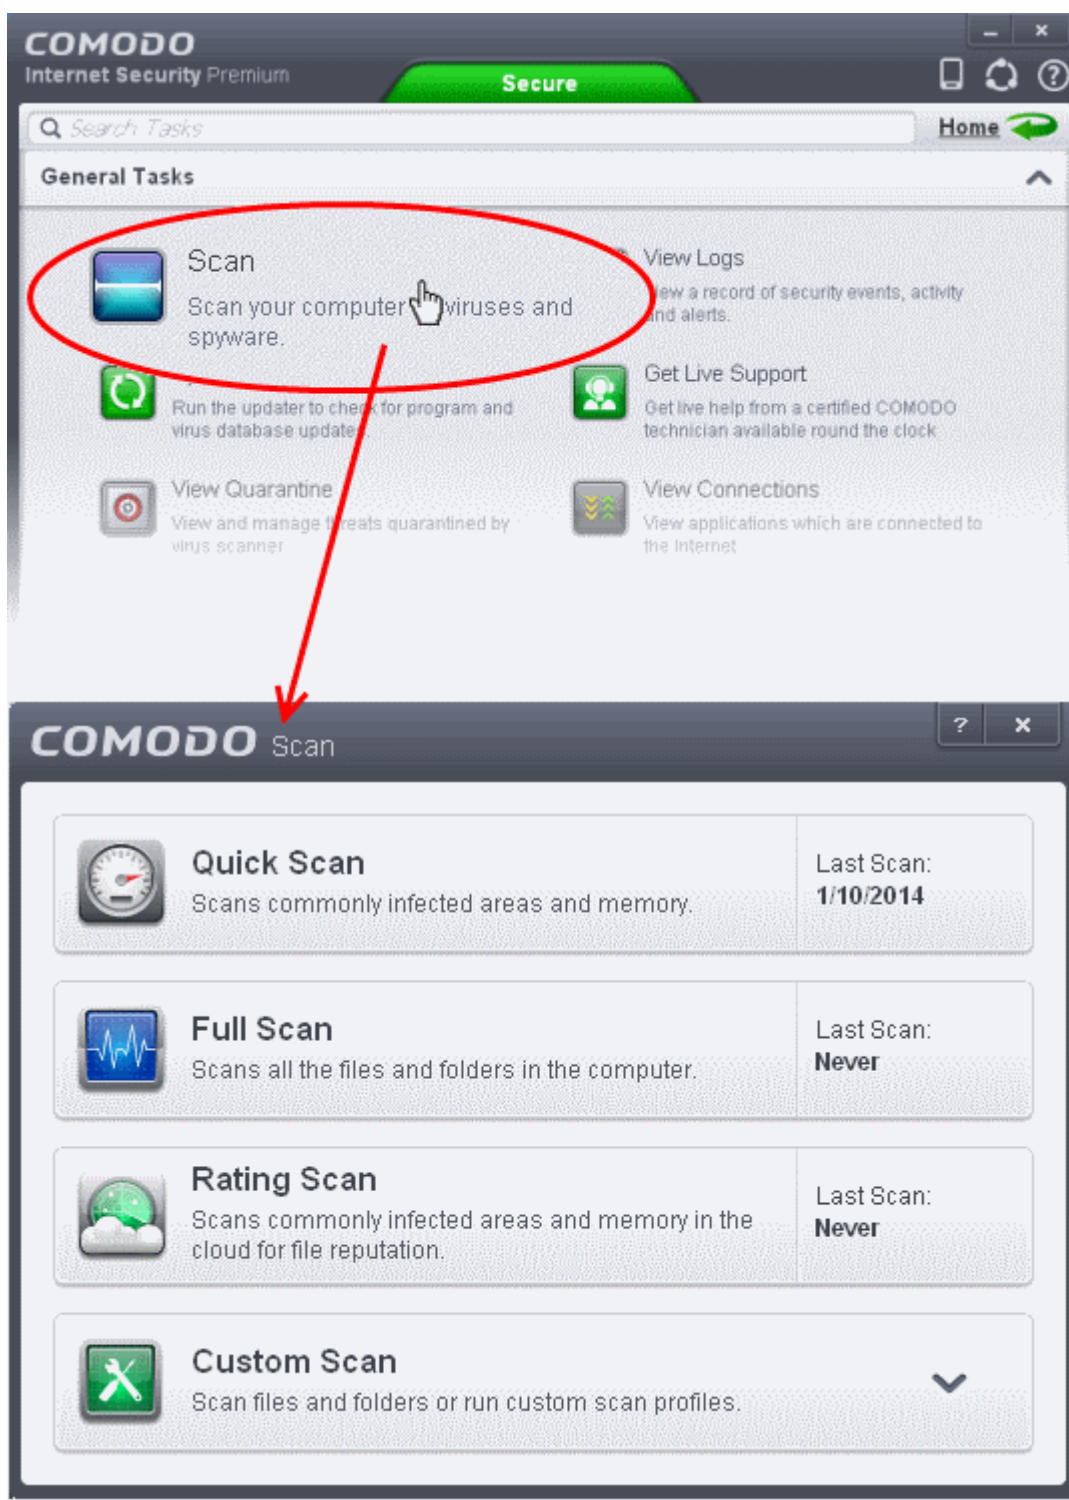 COMODO
Internet Security Premium
Secure
Search Tasks
Home
General Tasks
Scan
Scan your computer viruses and
spyware.
View Logs
view a record of security events, activity
and alerts.
Run the updater to check for program and
virus database updates.
Get Live Support
Get live help from a certified COMODO
technician available round the clock
View Quarantine
View and manage threats quarantined by
virus scanner
View Connections
View applications which are connected to
the Internet
COMODO Scan
?
Quick Scan
Scans commonly infected areas and memory.
Last Scan:
1/10/2014
Full Scan
Scans all the files and folders in the computer.
Last Scan:
Never
Rating Scan
Scans commonly infected areas and memory in the
cloud for file reputation.
Last Scan:
Never
Custom Scan
Scan files and folders or run custom scan profiles.